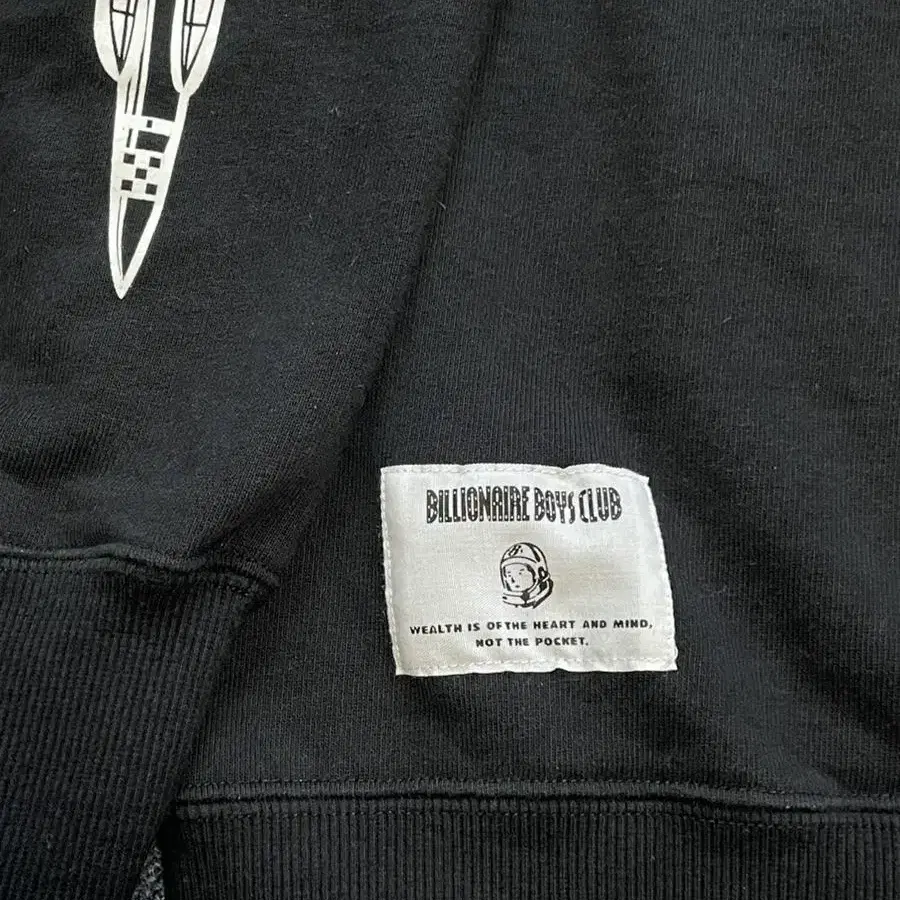 BILLIONAIRE BOYS CLUB
WEALTH IS OF THE HEART AND MIND,
NOT THE POCKET.